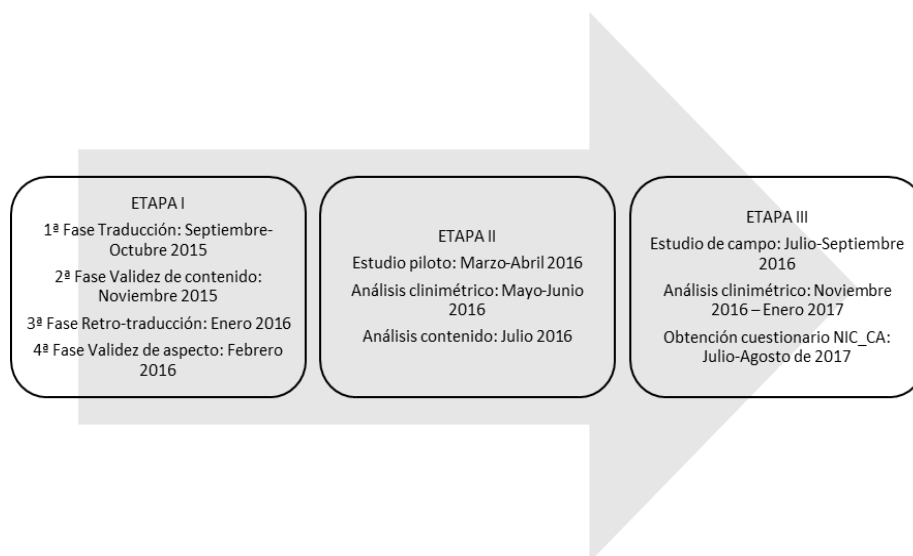 ETAPA I
1ª Fase Traducción: Septiembre-
Octubre 2015
2ª Fase Validez de contenido:
Noviembre 2015
3ª Fase Retro-traducción: Enero 2016
4ª Fase Validez de aspecto: Febrero
2016
ETAPA II
Estudio piloto: Marzo-Abril 2016
Análisis clinimétrico: Mayo-Junio
2016
Análisis contenido: Julio 2016
ETAPA III
Estudio de campo: Julio-Septiembre
2016
Análisis clinimétrico: Noviembre
2016 – Enero 2017
Obtención cuestionario NIC_CA:
Julio-Agosto de 2017